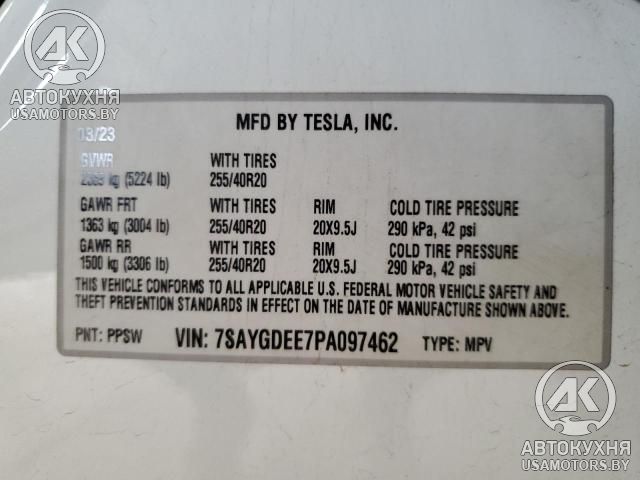 АК
АВТОКУХНЯ
USAMOTORS.BY
MFD BY TESLA, INC.
03/23
GVWR WITH TIRES
kg (5224 lb) 255/40R20
GAWR FRT WITH TIRES RIM COLD TIRE PRESSURE
1363 kg (3004 lb) 255/40R20 20X9.5J 290 kPa, 42 psi
GAWR RR WITH TIRES RIM COLD TIRE PRESSURE
1500 kg (3306 lb) 255/40R20 20X9.5J 290 kPa, 42 psi
THIS VEHICLE CONFORMS TO ALL APPLICABLE U.S. FEDERAL MOTOR VEHICLE SAFETY AND
THEFT PREVENTION STANDARDS IN EFFECT ON THE DATE OF MANUFACTURE SHOWN ABOVE.
PNT: PPSW VIN: 7SAYGDEE7PA097462 TYPE: MPV
АК
АВТОКУХНЯ
USAMOTORS.BY